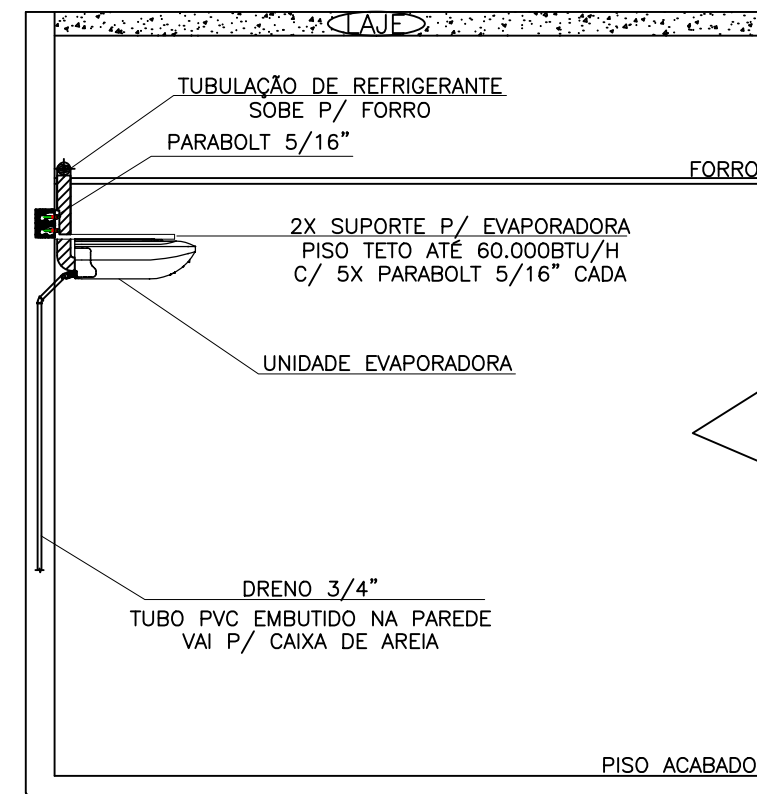 LAJE
TUBULAÇÃO DE REFRIGERANTE
SOBE P/ FORRO
PARABOLT 5/16”
FORRO
2X SUPORTE P/ EVAPORADORA
PISO TETO ATÉ 60.000BTU/H
C/ 5X PARABOLT 5/16” CADA
UNIDADE EVAPORADORA
DRENO 3/4”
TUBO PVC EMBUTIDO NA PAREDE
VAI P/ CAIXA DE AREIA
PISO ACABADO